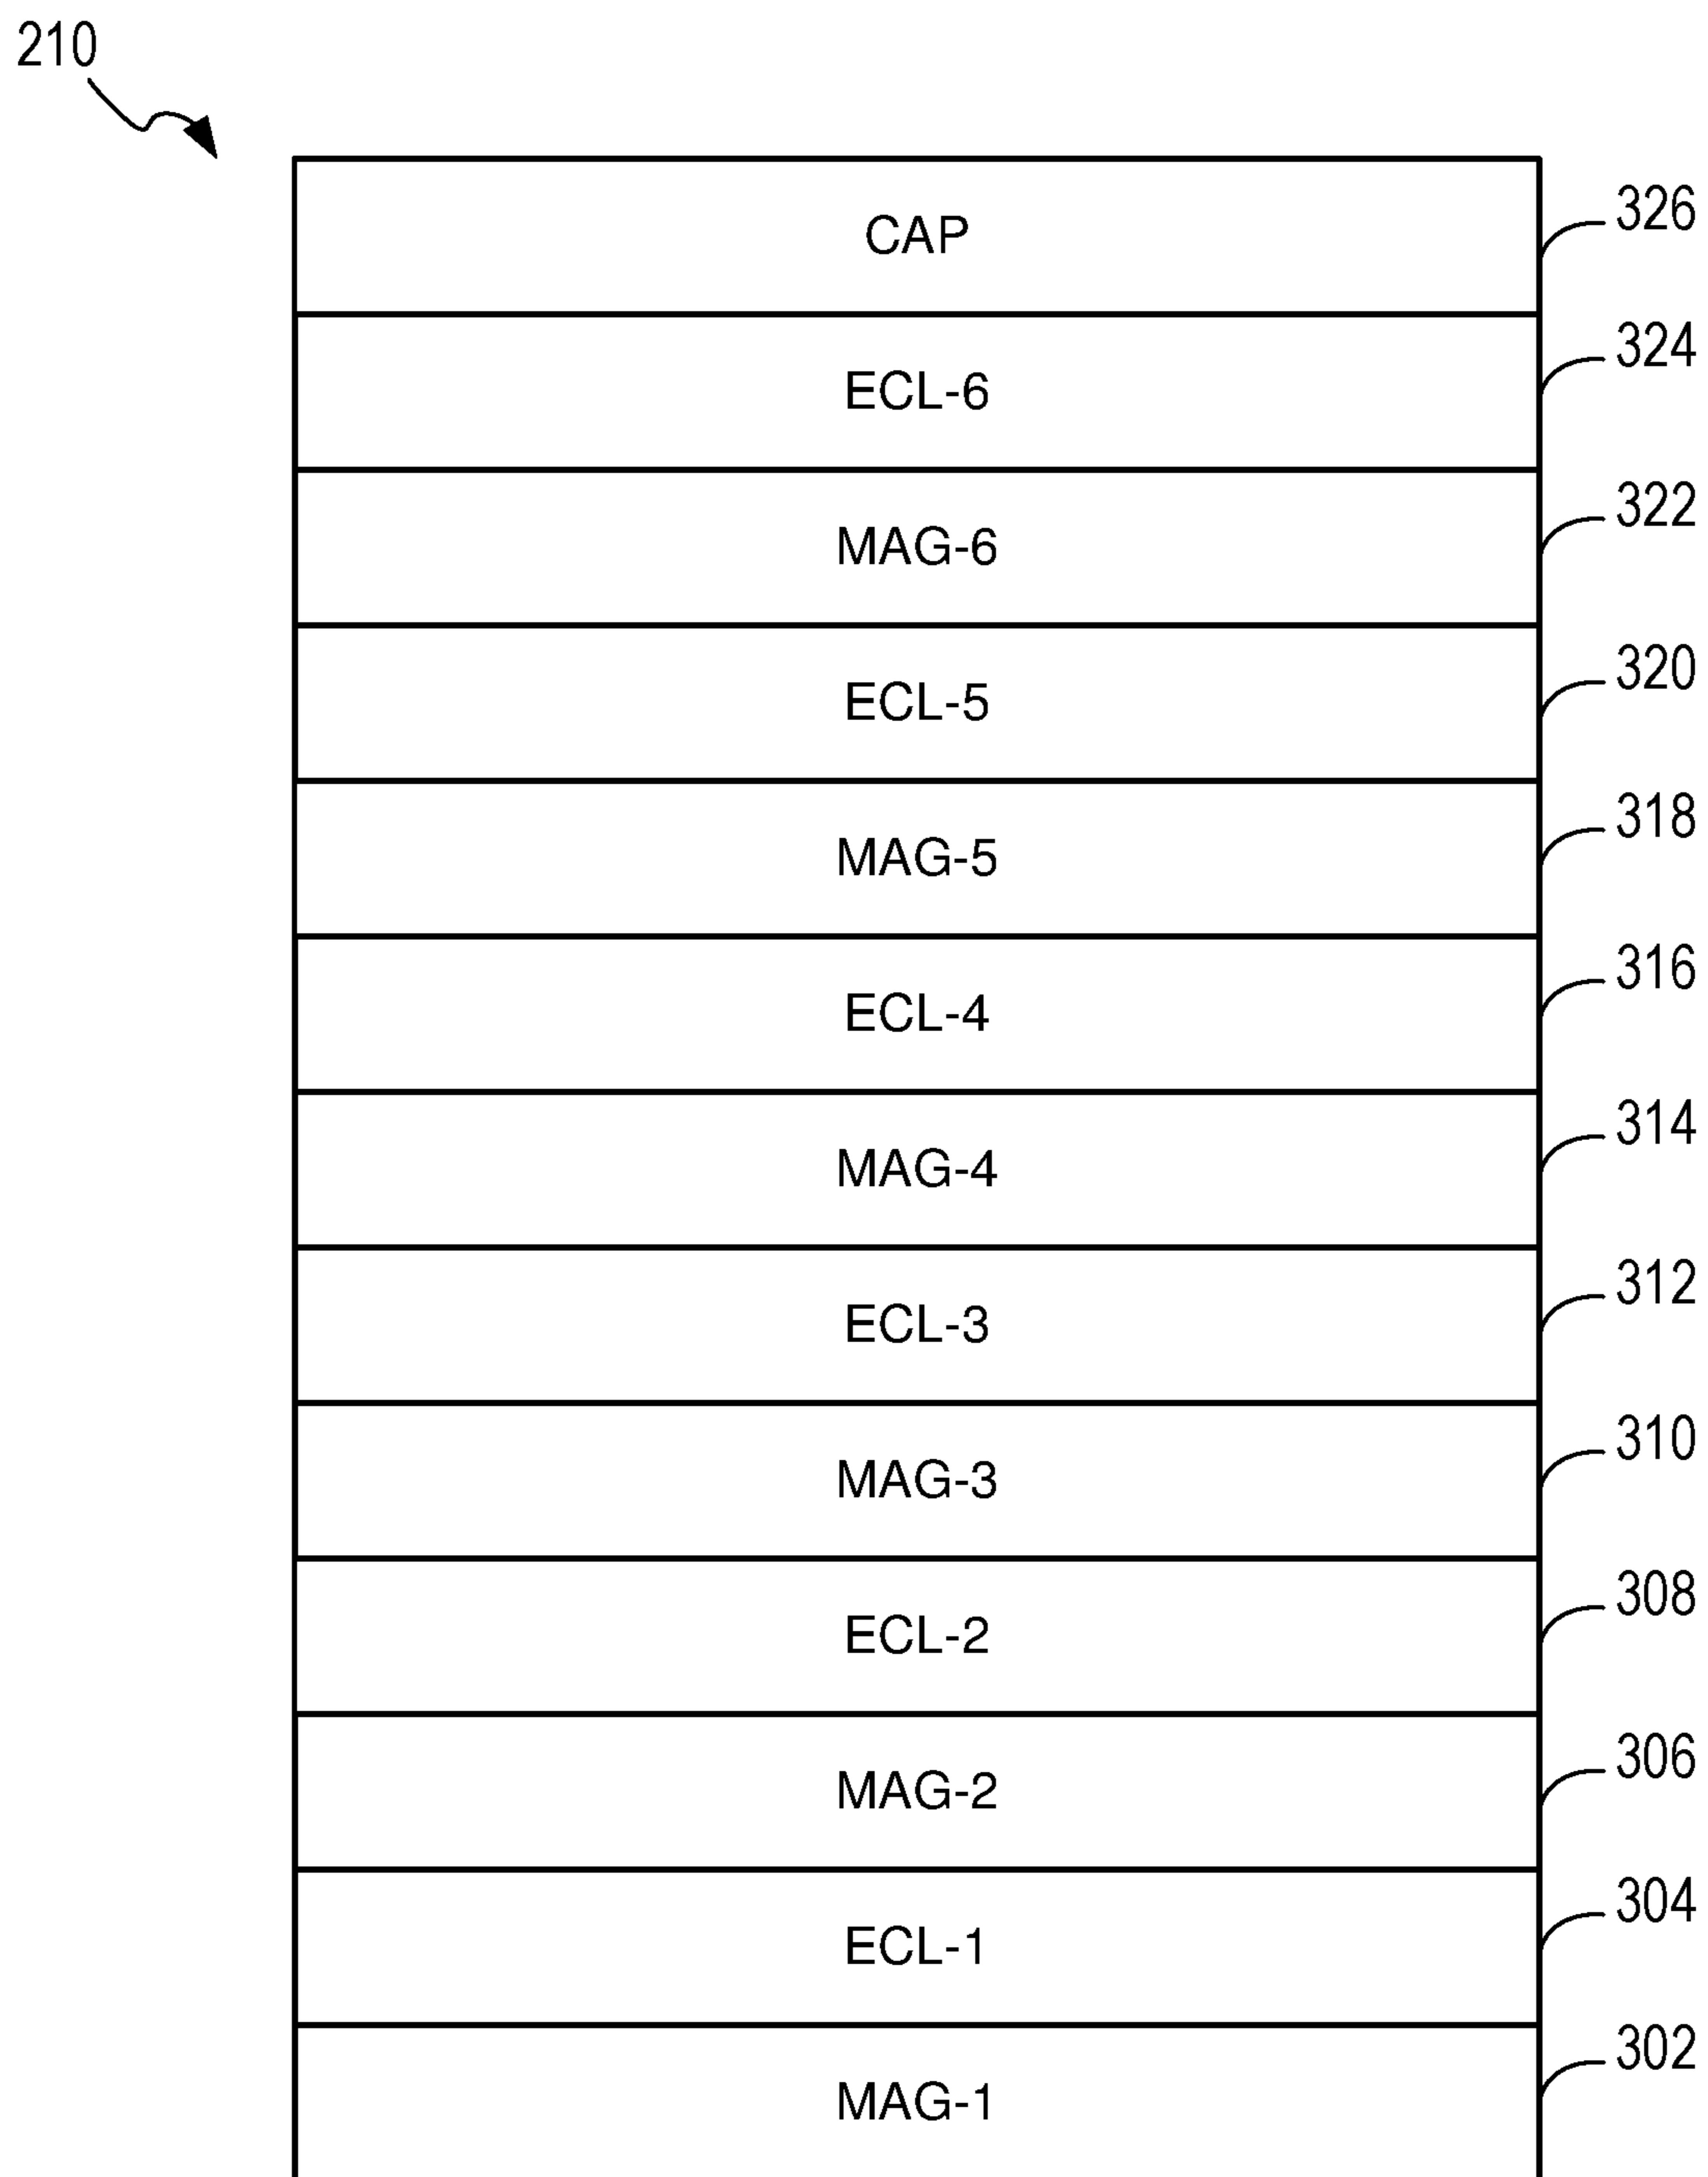 210
CAP 326
ECL-6 324
MAG-6 322
ECL-5 320
MAG-5 318
ECL-4 316
MAG-4 314
ECL-3 312
MAG-3 310
ECL-2 308
MAG-2 306
ECL-1 304
MAG-1 302